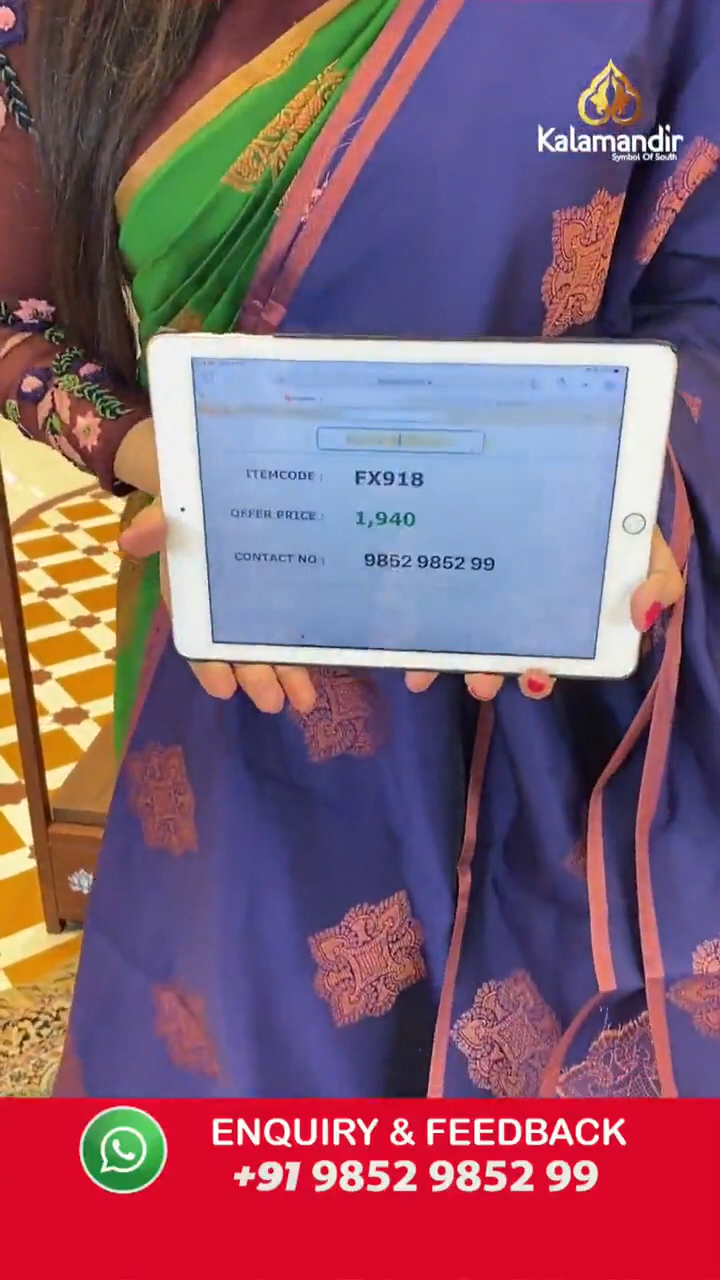 Kalamandir
Symbol Of South
ITEMCODE : FX918
OFFER PRICE : 1,940
CONTACT NO : 9852 9852 99
ENQUIRY & FEEDBACK
+91 9852 9852 99